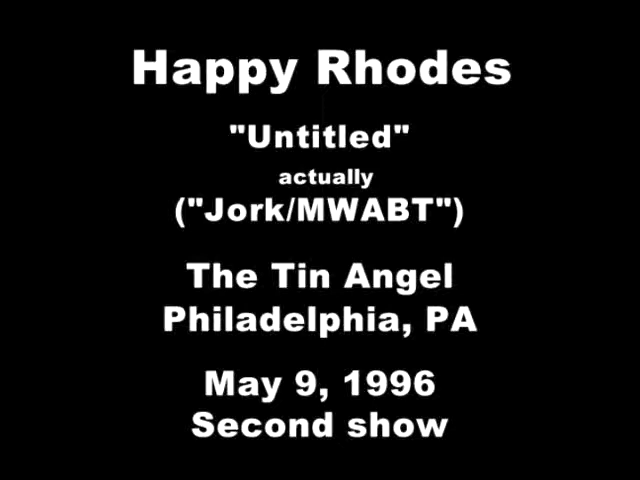 Happy Rhodes
"Untitled"
actually
("Jork/MWABT")
The Tin Angel
Philadelphia, PA
May 9, 1996
Second show